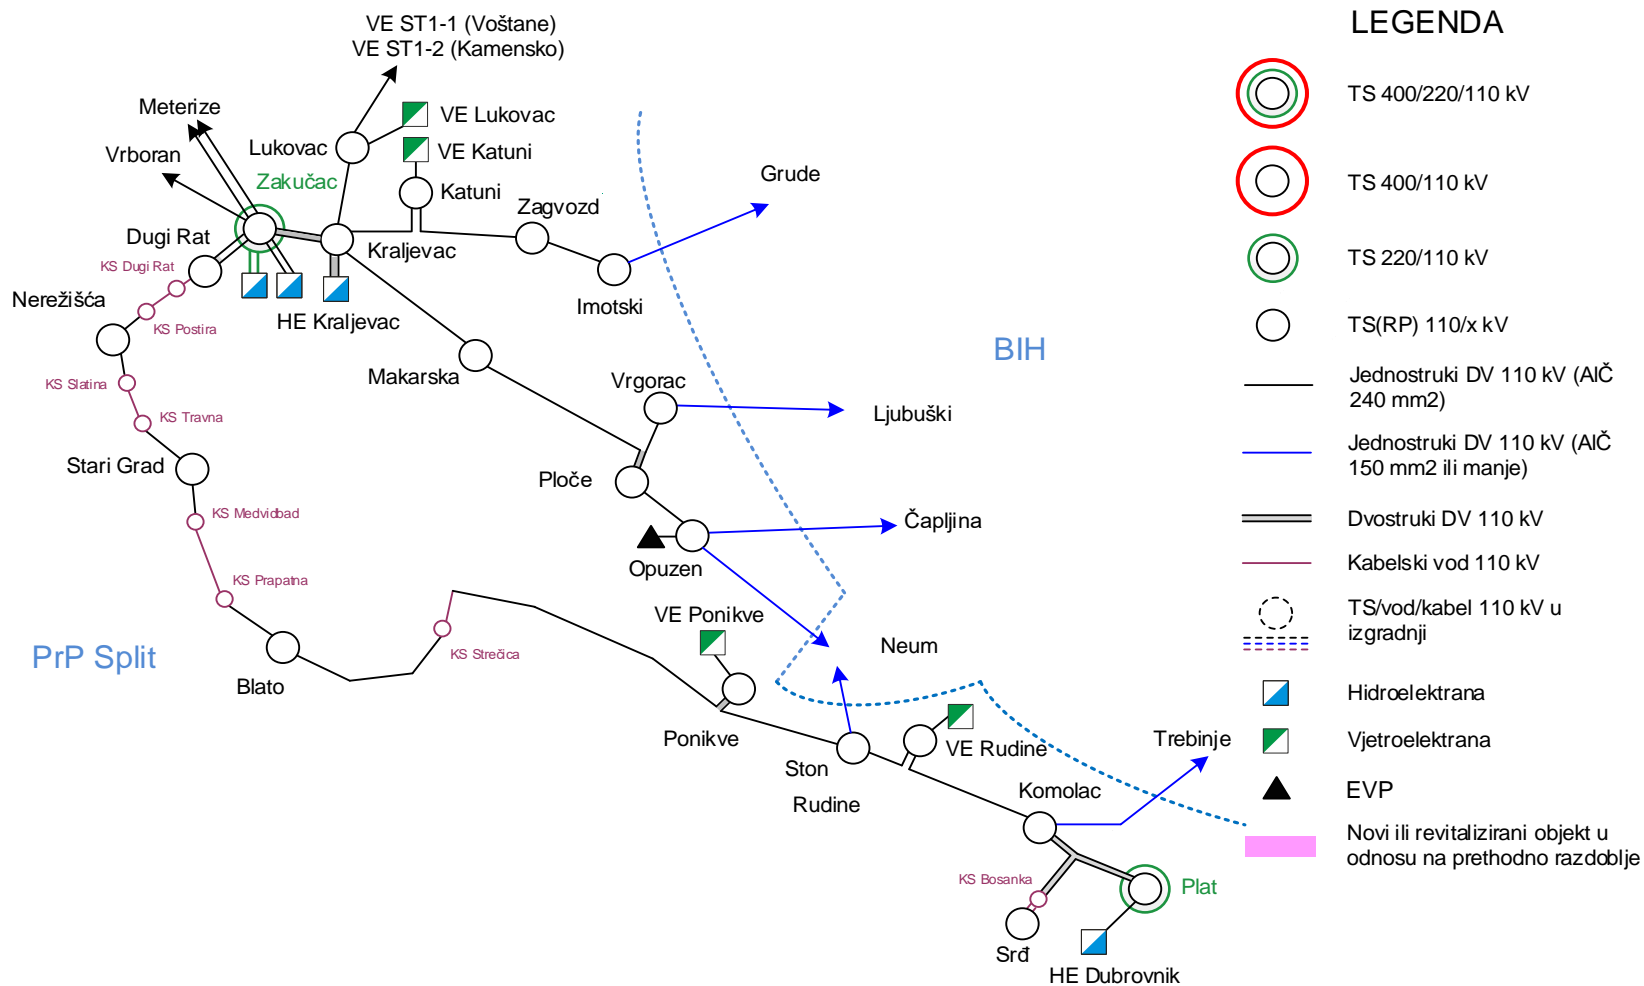 VE ST1-1 (Voštane)
VE ST1-2 (Kamensko)
Meterize
VE Lukovac
Vrboran
Lukovac
VE Katuni
Zakučac
Katuni
Grude
Zagvozd
Dugi Rat
Kraljevac
KS Dugi Rat
Nerežišća
Imotski
KS Postira
HE Kraljevac
BIH
Makarska
KS Slatina
Vrgorac
KS Travna
Ljubuški
Stari Grad
Ploče
KS Medvidbad
Čapljina
Opuzen
KS Prapatna
VE Ponikve
PrP Split
KS Strečica
Neum
Blato
Ponikve
Ston
VE Rudine
Trebinje
Rudine
Komolac
KS Bosanka
Plat
Srđ
HE Dubrovnik
LEGENDA
TS 400/220/110 kV
TS 400/110 kV
TS 220/110 kV
TS(RP) 110/x kV
Jednostruki DV 110 kV (AlČ
240 mm2)
Jednostruki DV 110 kV (AlČ
150 mm2 ili manje)
Dvostruki DV 110 kV
Kabelski vod 110 kV
TS/vod/kabel 110 kV u
izgradnji
Hidroelektrana
Vjetroelektrana
EVP
Novi ili revitalizirani objekt u
odnosu na prethodno razdoblje